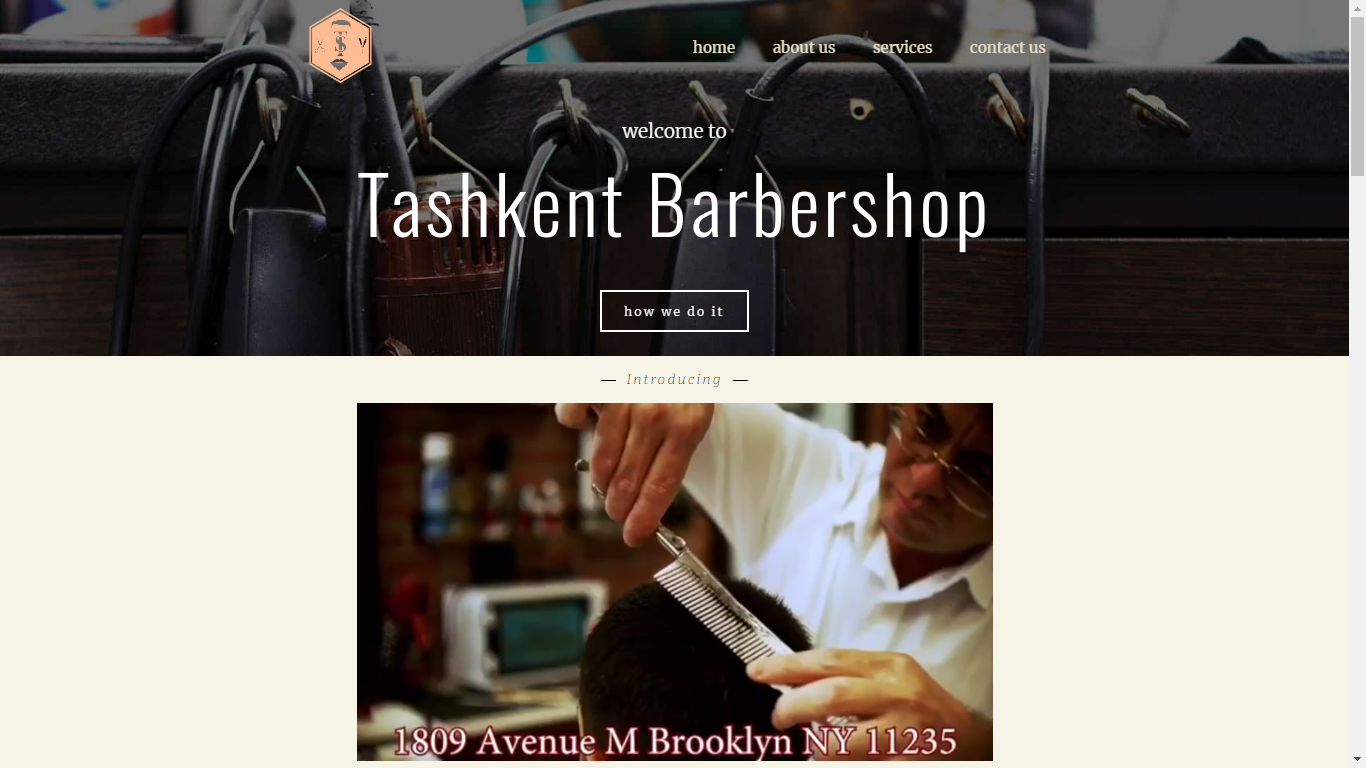 home about us services contact us
welcome to
Tashkent Barbershop
how we do it
Introducing
1809 Avenue M Brooklyn NY 11235